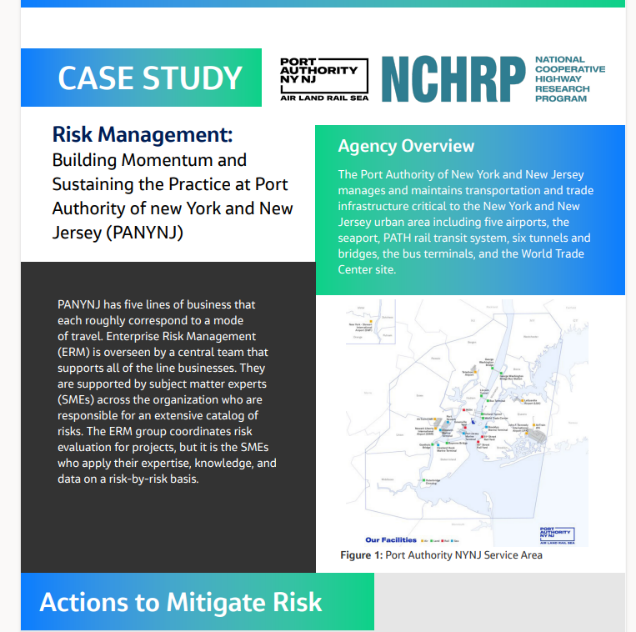 CASE STUDY
PORT
AUTHORITY
NY NJ
AIR LAND RAIL SEA
NCHRP
NATIONAL
COOPERATIVE
HIGHWAY
RESEARCH
PROGRAM
Risk Management:
Building Momentum and
Sustaining the Practice at Port
Authority of new York and New
Jersey (PANYNJ)
Agency Overview
The Port Authority of New York and New Jersey
manages and maintains transportation and trade
infrastructure critical to the New York and New
Jersey urban area including five airports, the
seaport, PATH rail transit system, six tunnels and
bridges, the bus terminals, and the World Trade
Center site.
PANYNJ has five lines of business that
each roughly correspond to a mode
of travel. Enterprise Risk Management
(ERM) is overseen by a central team that
supports all of the line businesses. They
are supported by subject matter experts
(SMEs) across the organization who are
responsible for an extensive catalog of
risks. The ERM group coordinates risk
evaluation for projects, but it is the SMEs
who apply their expertise, knowledge, and
data on a risk-by-risk basis.
Our Facilities
PORT
AUTHORITY
NY NJ
AIR LAND RAIL SEA
Figure 1: Port Authority NYNJ Service Area
Actions to Mitigate Risk